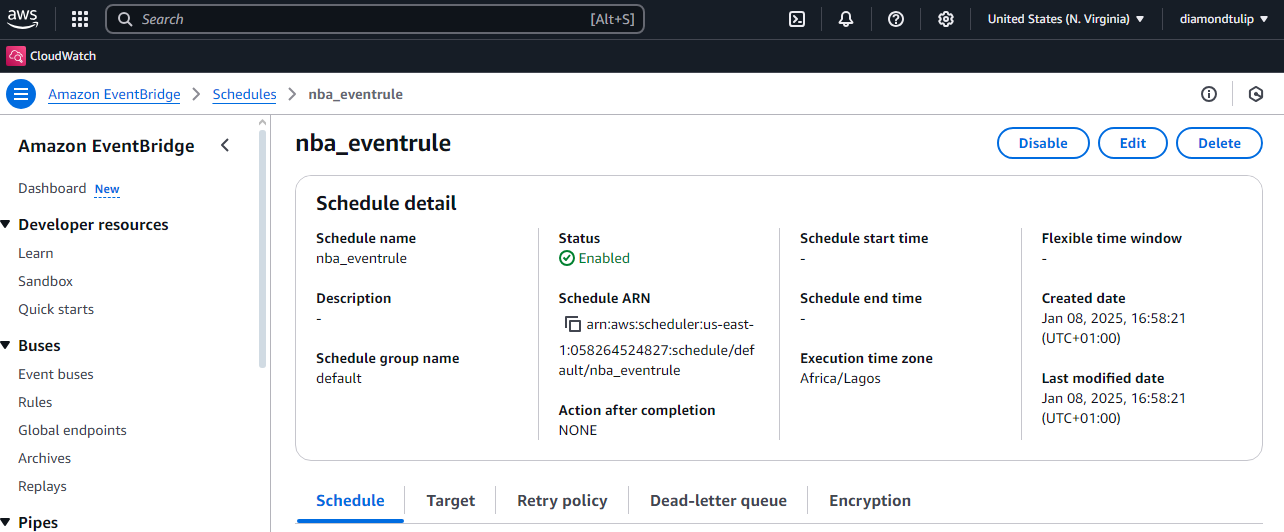 aws
Search [Alt+S]
United States (N. Virginia) ▼
diamondtulip ▼
CloudWatch
Amazon EventBridge > Schedules > nba_eventrule
Amazon EventBridge
Dashboard New
Developer resources
Learn
Sandbox
Quick starts
Buses
Event buses
Rules
Global endpoints
Archives
Replays
Pipes
nba_eventrule
Disable
Edit
Delete
Schedule detail
Schedule name
nba_eventrule
Description
-
Schedule group name
default
Status
Enabled
Schedule ARN
arn:aws:scheduler:us-east-
1:058264524827:schedule/def
ault/nba_eventrule
Action after completion
NONE
Schedule start time
-
Schedule end time
-
Execution time zone
Africa/Lagos
Flexible time window
-
Created date
Jan 08, 2025, 16:58:21
(UTC+01:00)
Last modified date
Jan 08, 2025, 16:58:21
(UTC+01:00)
Schedule
Target
Retry policy
Dead-letter queue
Encryption